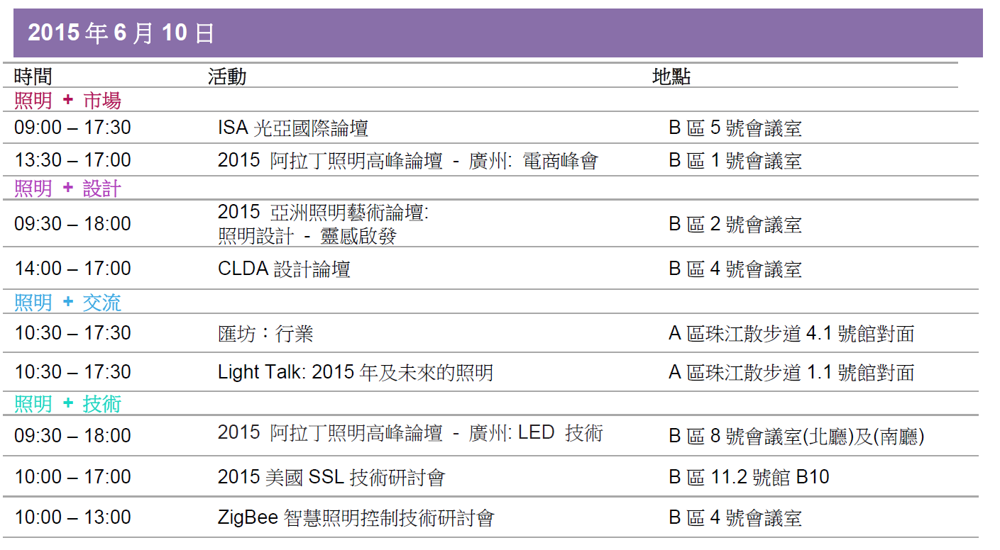 2015 年 6 月 10 日
時間 活動 地點
照明 + 市場
09:00 – 17:30 ISA 光亞國際論壇 B 區 5 號會議室
13:30 – 17:00 2015 阿拉丁照明高峰論壇 - 廣州: 電商峰會 B 區 1 號會議室
照明 + 設計
09:30 – 18:00 2015 亞洲照明藝術論壇: B 區 2 號會議室
照明設計 - 靈感啟發
14:00 – 17:00 CLDA 設計論壇 B 區 4 號會議室
照明 + 交流
10:30 – 17:30 匯坊：行業 A 區珠江散步道 4.1 號館對面
10:30 – 17:30 Light Talk: 2015 年及未來的照明 A 區珠江散步道 1.1 號館對面
照明 + 技術
09:30 – 18:00 2015 阿拉丁照明高峰論壇 - 廣州: LED 技術 B 區 8 號會議室(北廳)及(南廳)
10:00 – 17:00 2015 美國 SSL 技術研討會 B 區 11.2 號館 B10
10:00 – 13:00 ZigBee 智慧照明控制技術研討會 B 區 4 號會議室